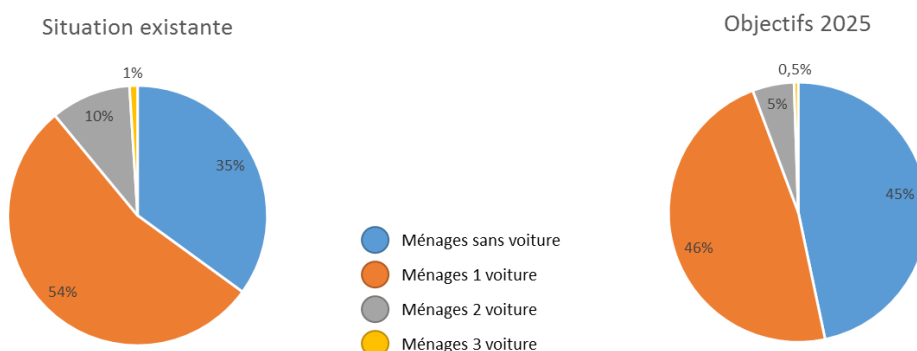 Situation existante
1%
10%
35%
54%
Ménages sans voiture
Ménages 1 voiture
Ménages 2 voiture
Ménages 3 voiture
Objectifs 2025
0,5%
5%
45%
46%